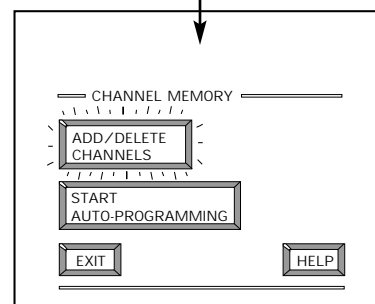 CHANNEL MEMORY
ADD/DELETE
CHANNELS
START
AUTO-PROGRAMMING
EXIT HELP